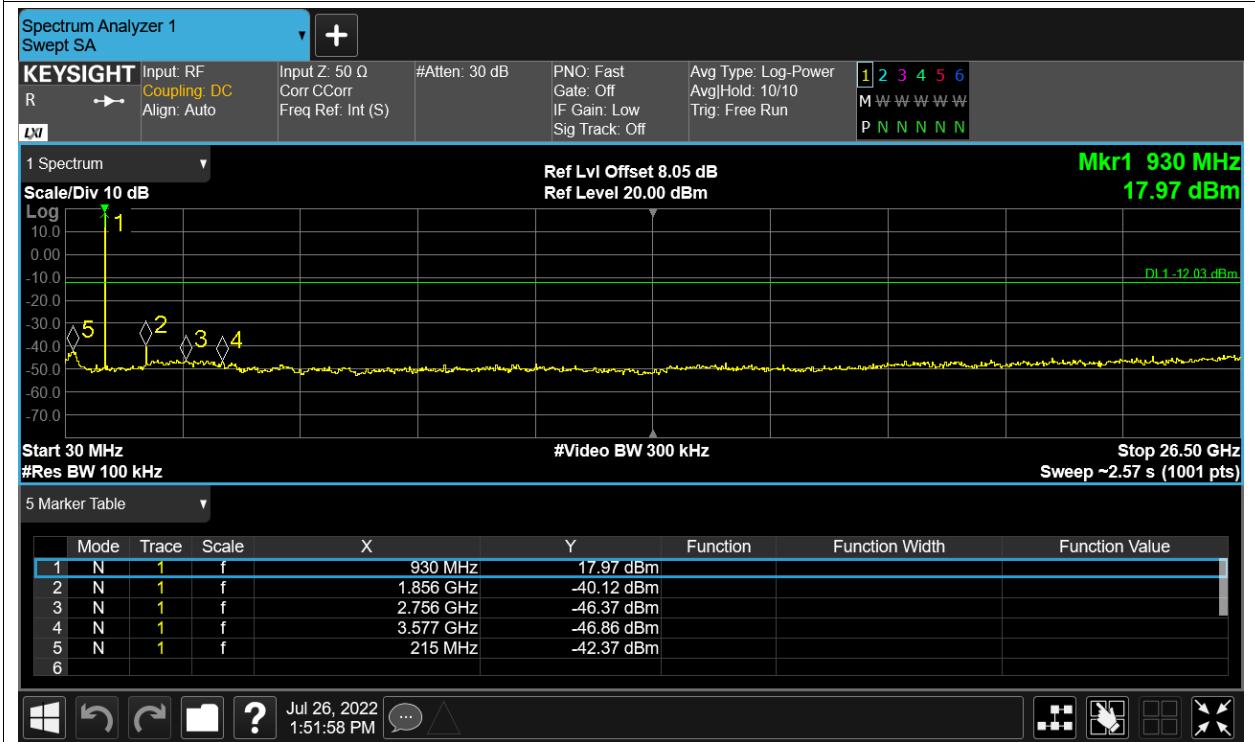 Spectrum Analyzer 1
Swept SA
+
KEYSIGHT
R
LXI
Input: RF
Coupling: DC
Align: Auto
Input Z: 50 Ω
Corr CCorr
Freq Ref: Int (S)
#Atten: 30 dB
PNO: Fast
Gate: Off
IF Gain: Low
Sig Track: Off
Avg Type: Log-Power
Avg|Hold: 10/10
Trig: Free Run
1 2 3 4 5 6
M W W W W W
P N N N N N
1 Spectrum
Scale/Div 10 dB
Ref Lvl Offset 8.05 dB
Ref Level 20.00 dBm
Mkr1 930 MHz
17.97 dBm
Log
10.0
0.00
-10.0
-20.0
-30.0
-40.0
-50.0
-60.0
-70.0
1
DL1 -12.03 dBm
5 2 3 4
Start 30 MHz
#Video BW 300 kHz
Stop 26.50 GHz
#Res BW 100 kHz
Sweep ~2.57 s (1001 pts)
5 Marker Table
Mode Trace Scale X Y Function Function Width Function Value
1 N 1 f 930 MHz 17.97 dBm
2 N 1 f 1.856 GHz -40.12 dBm
3 N 1 f 2.756 GHz -46.37 dBm
4 N 1 f 3.577 GHz -46.86 dBm
5 N 1 f 215 MHz -42.37 dBm
6
?
Jul 26, 2022
1:51:58 PM